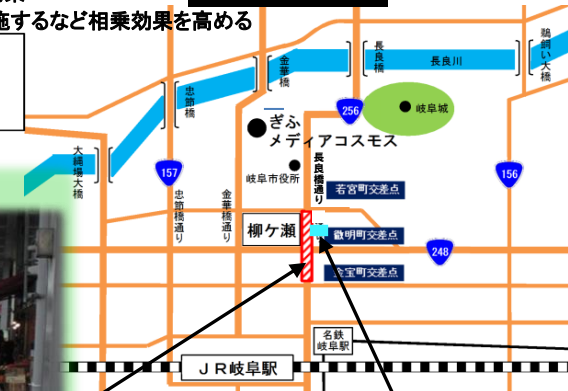 施するなど相乗効果を高める
鵜飼い大橋
長良橋
長良川
金華橋
忠節橋
256
岐阜城
ぎふ
メディアコスモス
大縄場大橋
157
岐阜市役所
長良橋通り
156
忠節橋通り
金華橋通り
若宮町交差点
柳ケ瀬
徹明町交差点
248
金宝町交差点
名鉄
岐阜駅
JR岐阜駅